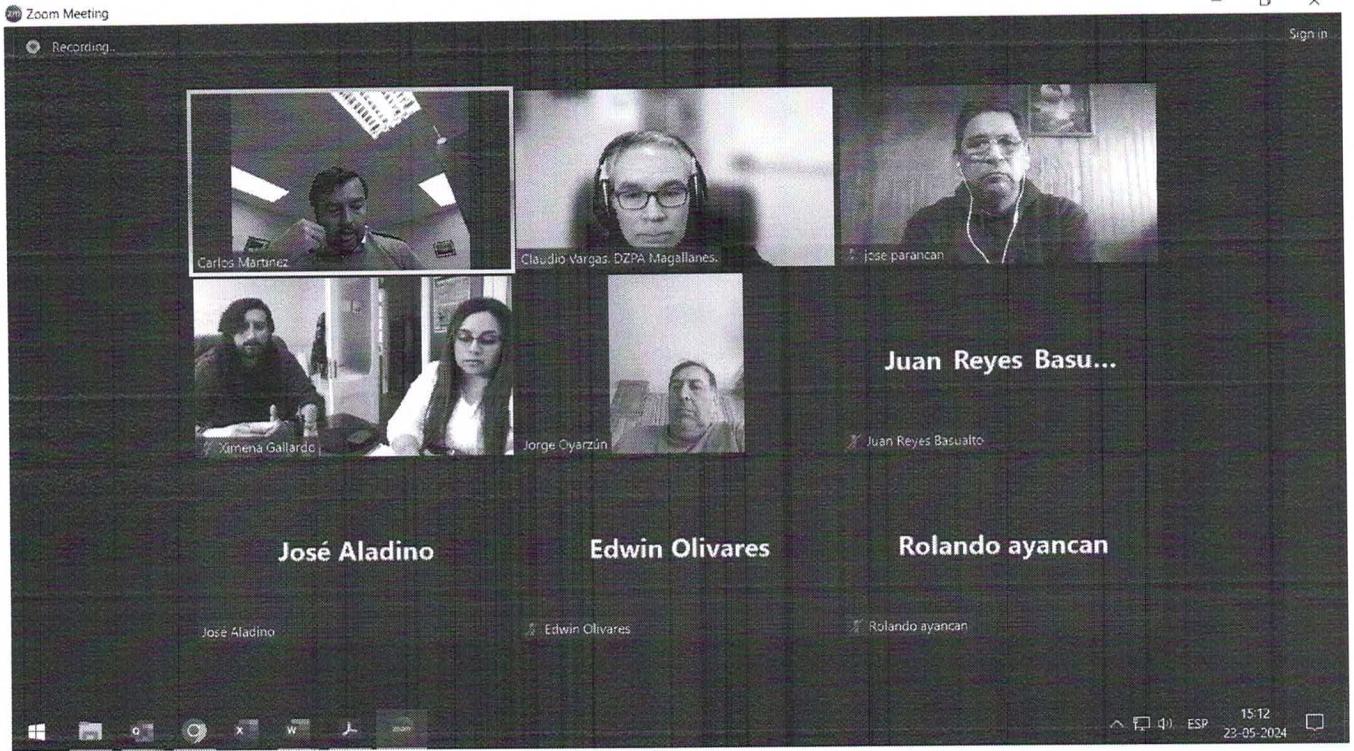 Zoom Meeting
Recording..
Sign in
Carlos Martinez
Claudio Vargas. DZPA Magallanes.
jose parancan
Ximena Gallardo
Jorge Oyarzún
Juan Reyes Basu...
Juan Reyes Basualto
José Aladino
Edwin Olivares
Rolando ayancan
José Aladino
Edwin Olivares
Rolando ayancan
zoom
ESP
15:12
23-05-2024